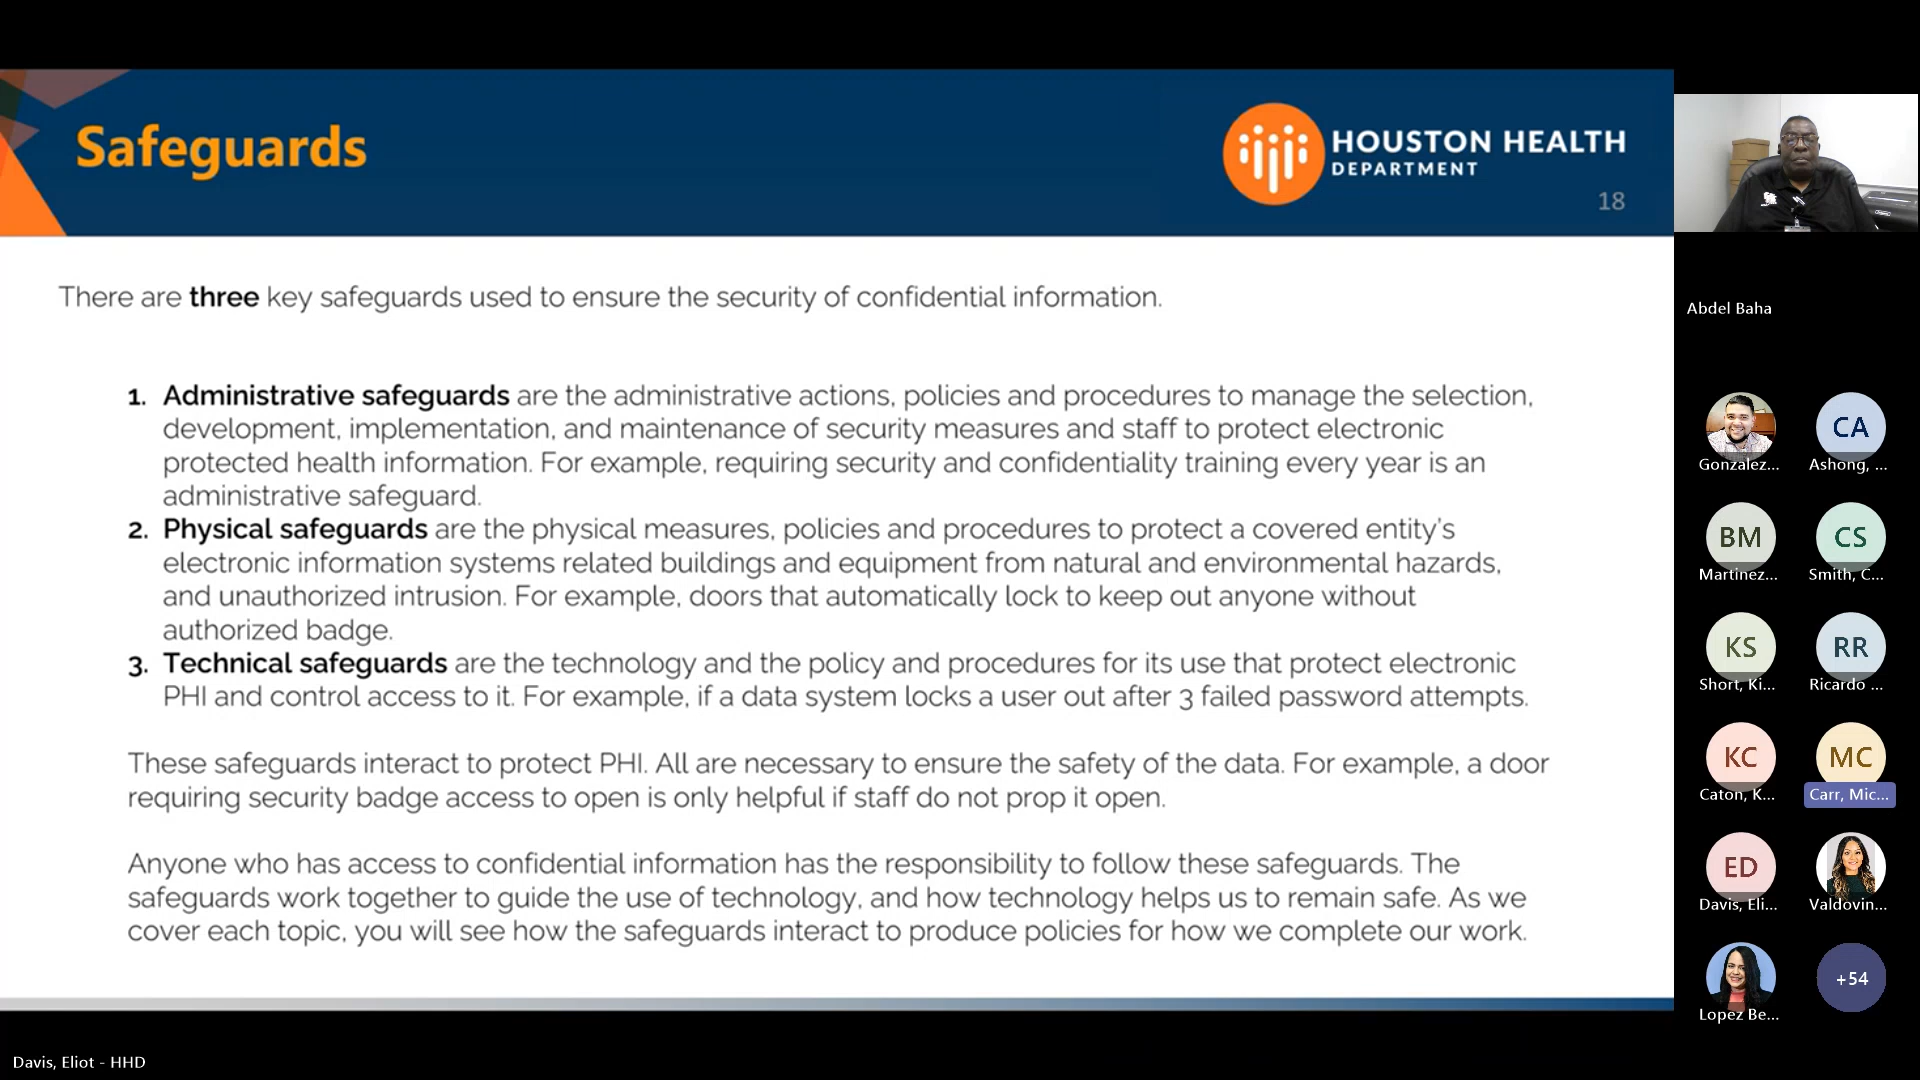 Safeguards
HOUSTON HEALTH
DEPARTMENT
18
There are three key safeguards used to ensure the security of confidential information.
1. Administrative safeguards are the administrative actions, policies and procedures to manage the selection,
development, implementation, and maintenance of security measures and staff to protect electronic
protected health information. For example, requiring security and confidentiality training every year is an
administrative safeguard.
2. Physical safeguards are the physical measures, policies and procedures to protect a covered entity's
electronic information systems related buildings and equipment from natural and environmental hazards,
and unauthorized intrusion. For example, doors that automatically lock to keep out anyone without
authorized badge.
3. Technical safeguards are the technology and the policy and procedures for its use that protect electronic
PHI and control access to it. For example, if a data system locks a user out after 3 failed password attempts.
These safeguards interact to protect PHI. All are necessary to ensure the safety of the data. For example, a door
requiring security badge access to open is only helpful if staff do not prop it open.
Anyone who has access to confidential information has the responsibility to follow these safeguards. The
safeguards work together to guide the use of technology, and how technology helps us to remain safe. As we
cover each topic, you will see how the safeguards interact to produce policies for how we complete our work.
Abdel Baha
CA
Gonzalez... Ashong, ...
BM CS
Martinez... Smith, C...
KS RR
Short, Ki... Ricardo ...
KC MC
Caton, K... Carr, Mic...
ED
Davis, Eli... Valdovin...
+54
Lopez Be...
Davis, Eliot - HHD